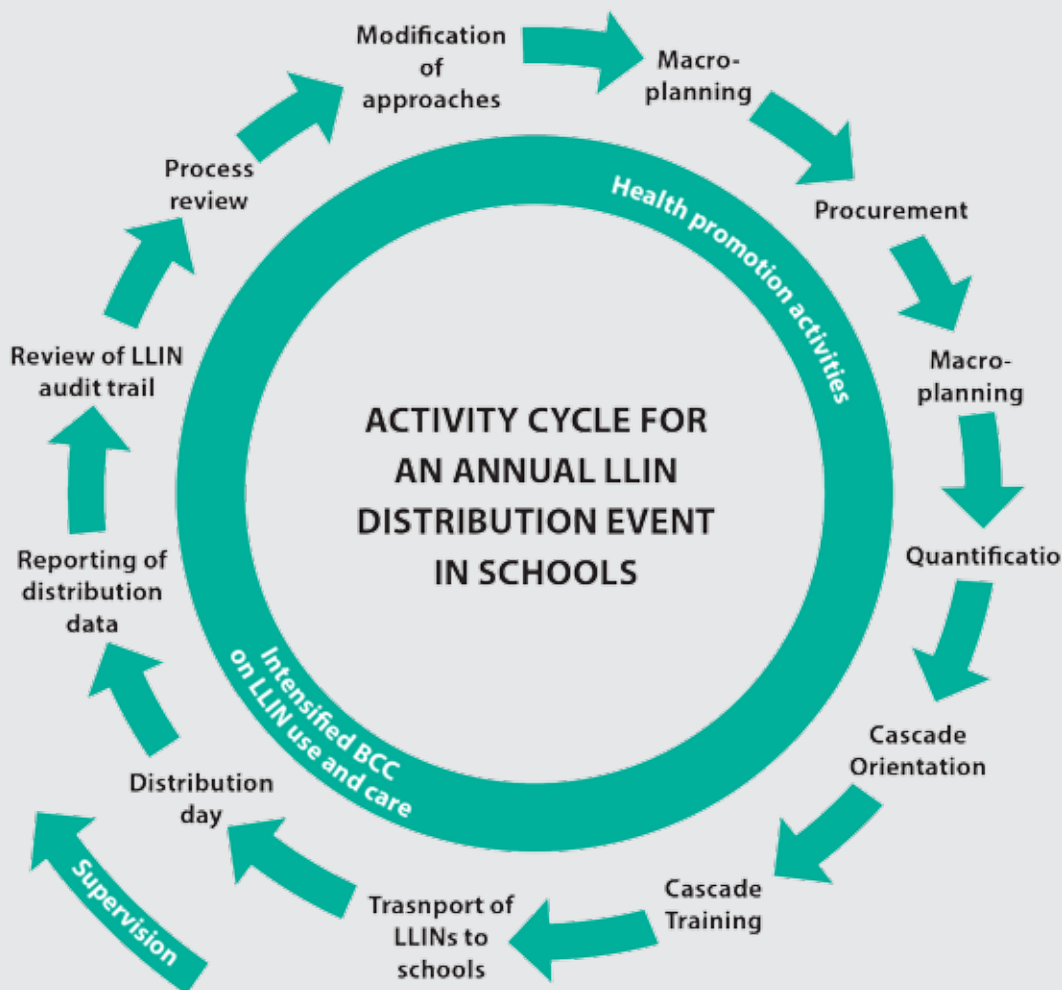 Modification
of
approaches
Macro-
planning
Procurement
Macro-
planning
Quantificatio
Cascade
Orientation
Cascade
Training
Trasnport of
LLINs to
schools
Distribution
day
Reporting of
distribution
data
Review of LLIN
audit trail
Process
review
Health promotion activities
Intensified BCC
on LLIN use and care
Supervision
ACTIVITY CYCLE FOR
AN ANNUAL LLIN
DISTRIBUTION EVENT
IN SCHOOLS